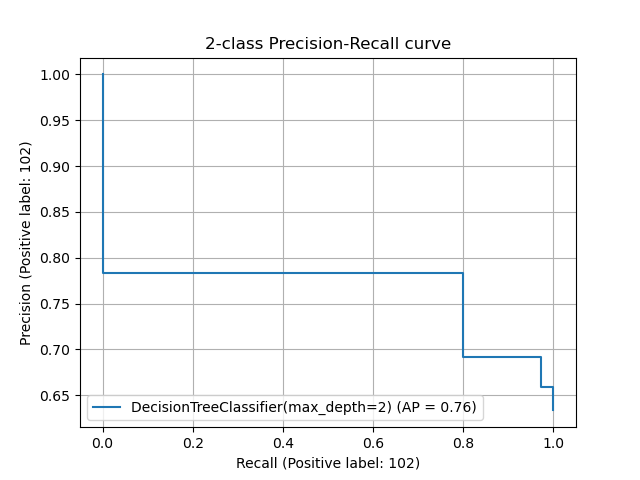 2-class Precision-Recall curve
Precision (Positive label: 102)
1.00
0.95
0.90
0.85
0.80
0.75
0.70
0.65
DecisionTreeClassifier(max_depth=2) (AP = 0.76)
0.0 0.2 0.4 0.6 0.8 1.0
Recall (Positive label: 102)